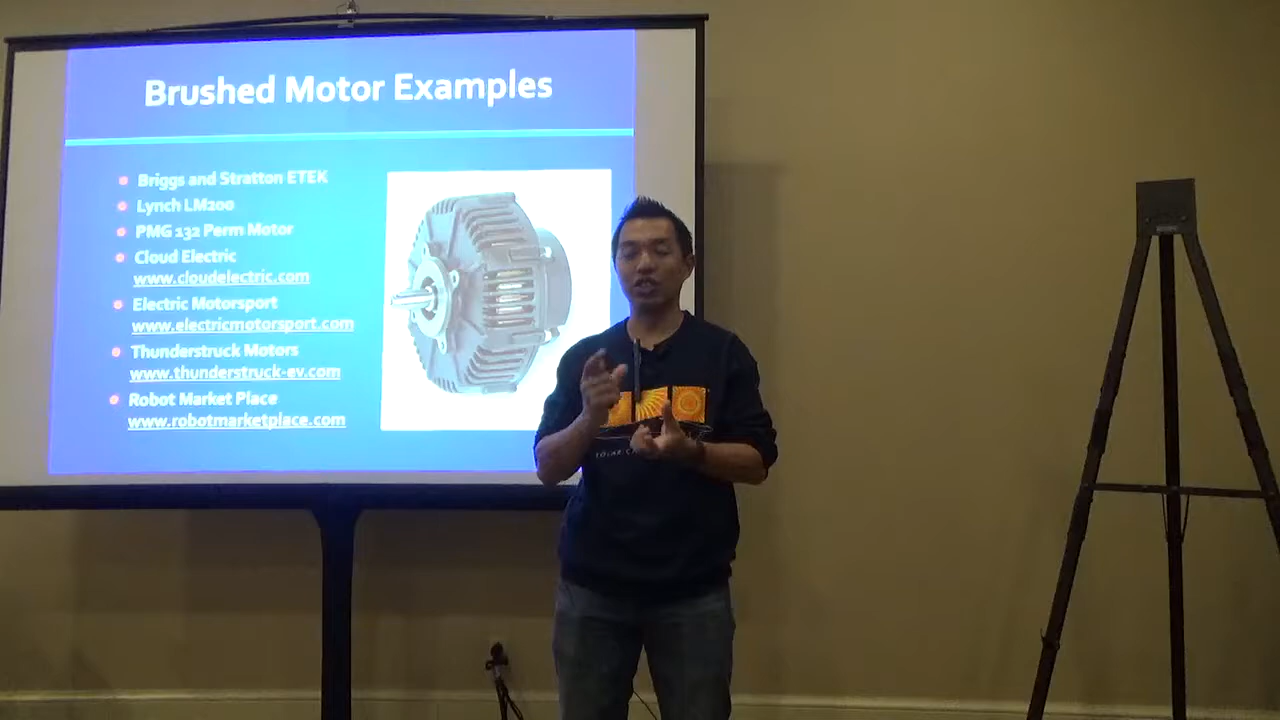 Brushed Motor Examples
Briggs and Stratton ETEK
Lynch LM200
PMG 132 Perm Motor
Cloud Electric
www.cloudelectric.com
Electric Motorsport
www.electricmotorsport.com
Thunderstruck Motors
www.thunderstruck-ev.com
Robot Market Place
www.robotmarketplace.com